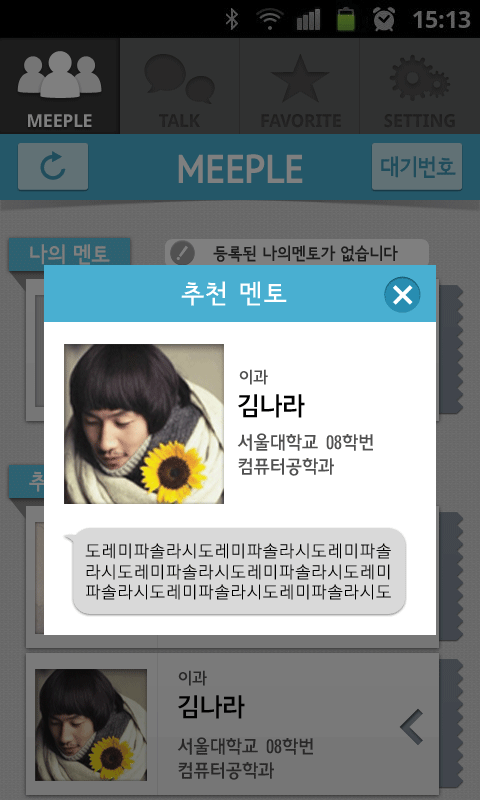 15:13
MEEPLE
TALK
FAVORITE
SETTING
MEEPLE
대기번호
나의 멘토
등록된 나의멘토가 없습니다
추천 멘토
이과
김나라
서울대학교 08학번
컴퓨터공학과
도레미파솔라시도레미파솔라시도레미파솔
라시도레미파솔라시도레미파솔라시도레미
파솔라시도레미파솔라시도레미파솔라시도
추
이과
김나라
서울대학교 08학번
컴퓨터공학과